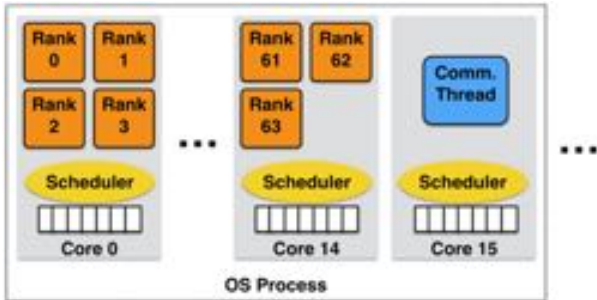 Rank
0
Rank
1
Rank
2
Rank
3
Scheduler
Core 0
...
Rank
61
Rank
62
Rank
63
Scheduler
Core 14
Comm.
Thread
Scheduler
Core 15
...
OS Process